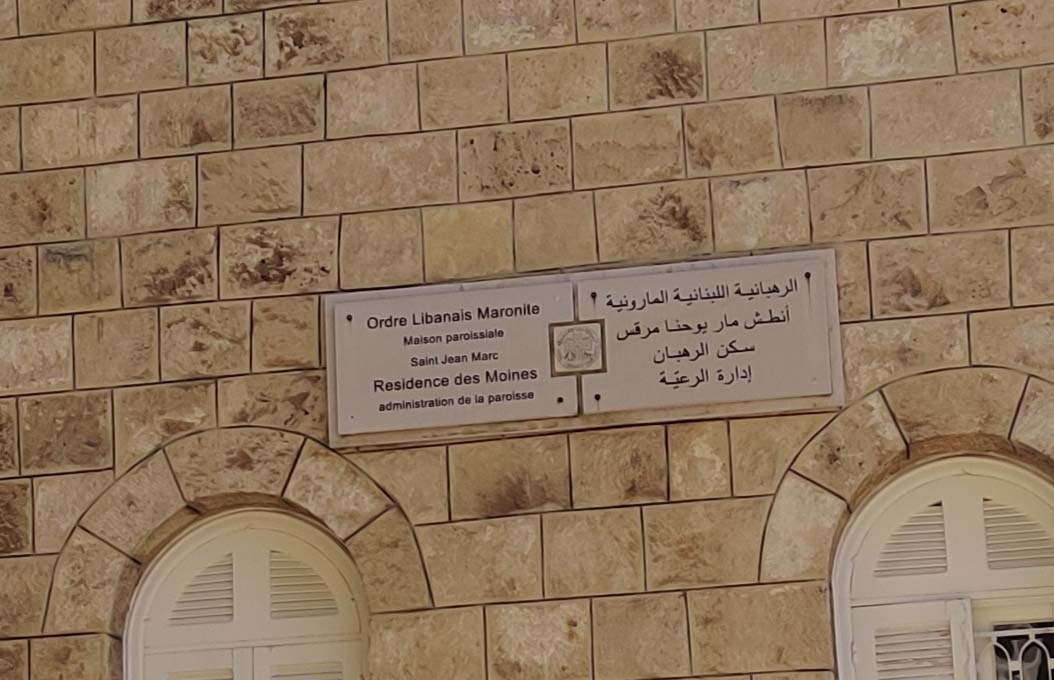 Ordre Libanais Maronite
Maison paroissiale
Saint Jean Marc
Residence des Moines
administration de la paroisse
الرهبانية اللبنانية المارونية
أنطش مار يوحنا مرقس
سكن الرهبان
إدارة الرعيّة